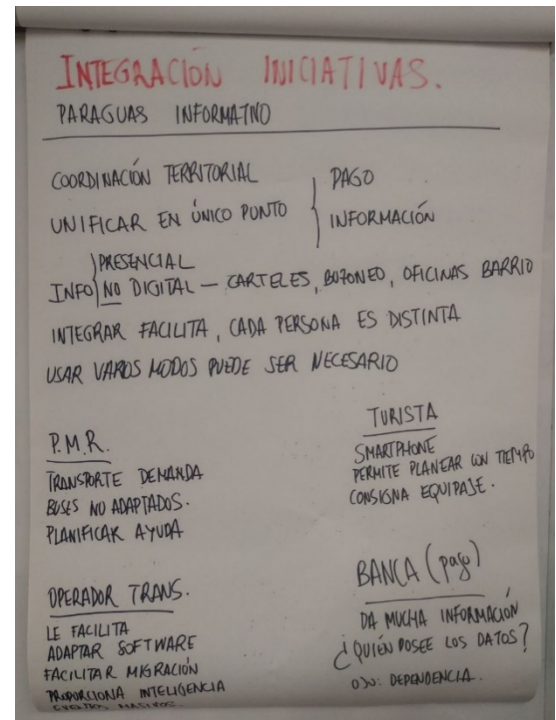 INTEGRACIÓN INICIATIVAS.
PARAGUAS INFORMATIVO
COORDINACIÓN TERRITORIAL
UNIFICAR EN ÚNICO PUNTO
PAGO
INFORMACIÓN
PRESENCIAL
INFO NO DIGITAL – CARTELES, BUZONEO, OFICINAS BARRIO
INTEGRAR FACILITA, CADA PERSONA ES DISTINTA
USAR VARIOS MODOS PUEDE SER NECESARIO
P.M.R.
TRANSPORTE DEMANDA
BUSES NO ADAPTADOS.
PLANIFICAR AYUDA
TURISTA
SMARTPHONE
PERMITE PLANEAR CON TIEMPO
CONSIGNA EQUIPAJE.
OPERADOR TRANS.
LE FACILITA
ADAPTAR SOFTWARE
FACILITAR MIGRACIÓN
PROPORCIONA INTELIGENCIA
EVENTOS MASIVOS.
BANCA (pago)
DA MUCHA INFORMACIÓN
¿QUIÉN POSEE LOS DATOS?
OJO: DEPENDENCIA.